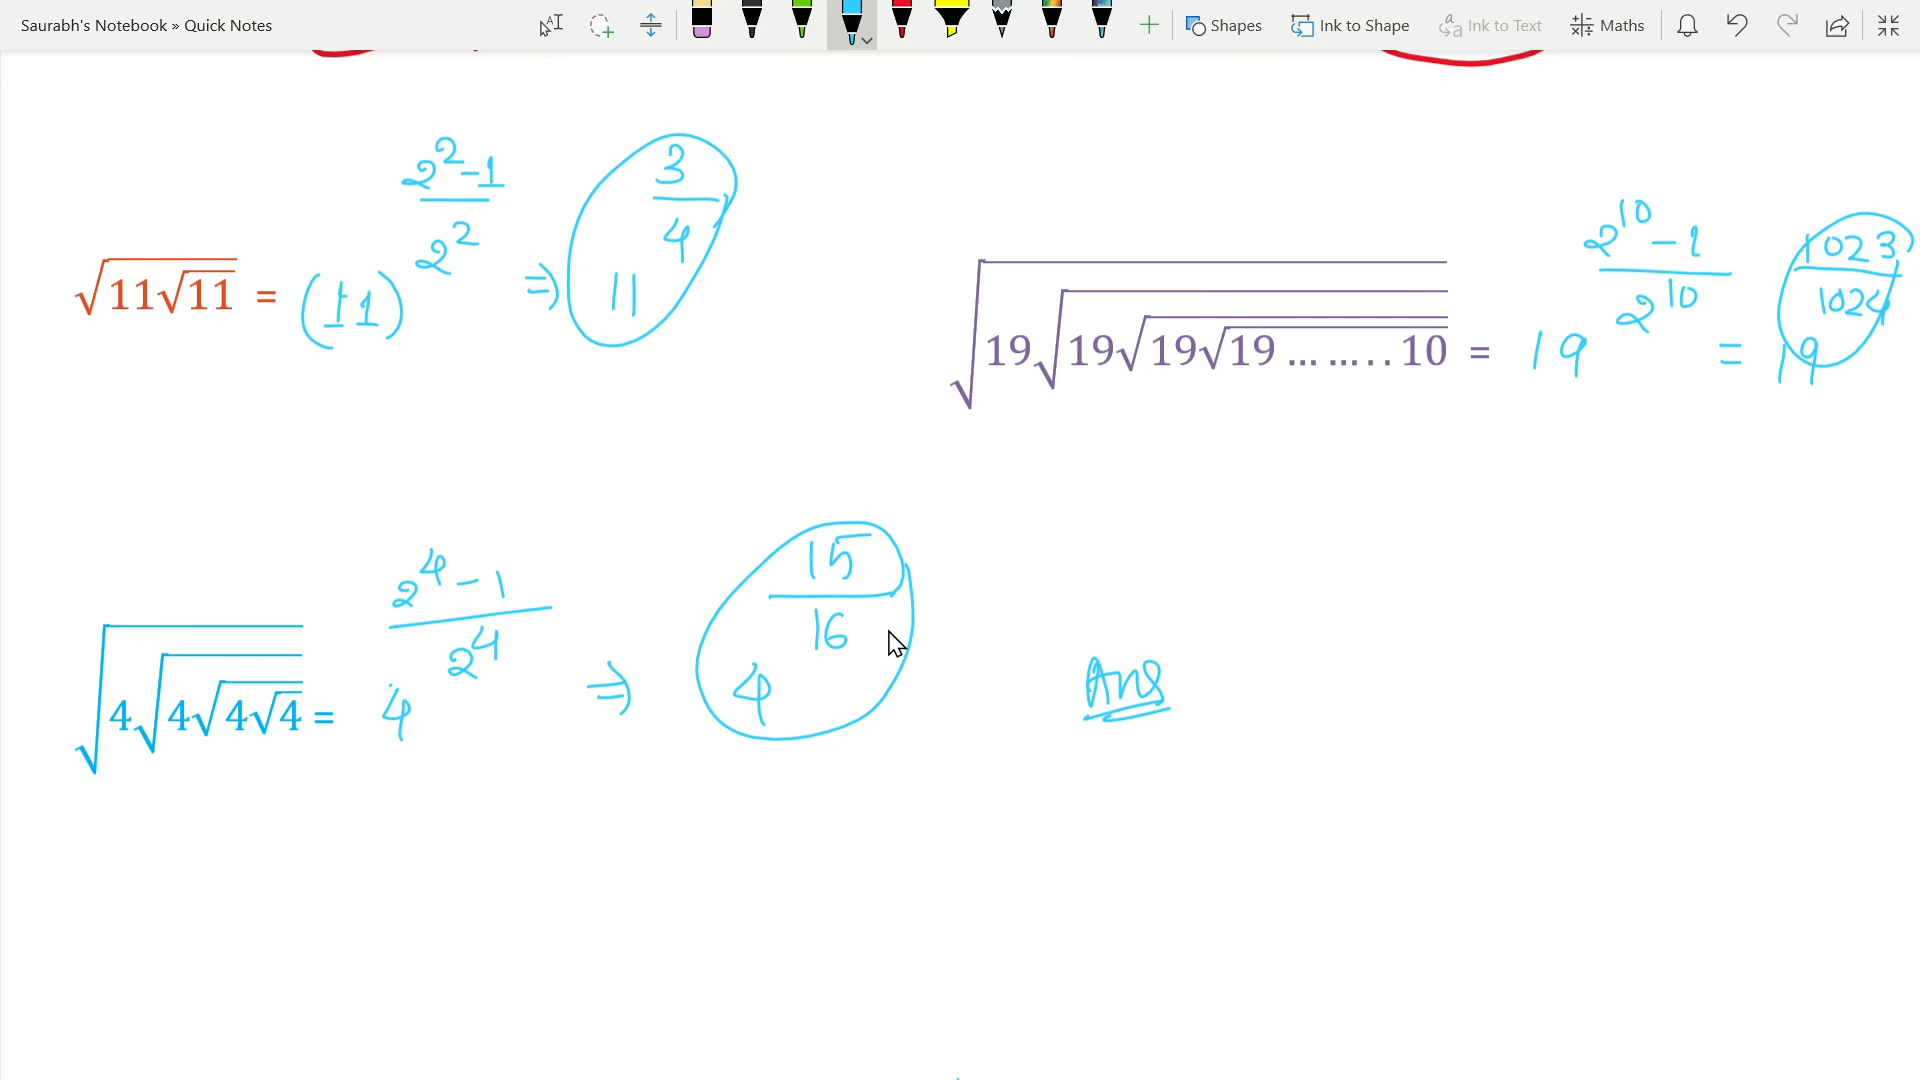 Saurabh's Notebook » Quick Notes
Shapes
Ink to Shape
Ink to Text
Maths
√(11√11) = (11)^((2^2-1)/2^2) ⇒ 11^(3/4)
√(19√(19√(19√19 ... ... . . 10))) = 19^((2^10-1)/2^10) = 19^(1023/1024)
√(4√(4√(4√4))) = 4^((2^4-1)/2^4) ⇒ 4^(15/16)
Ans